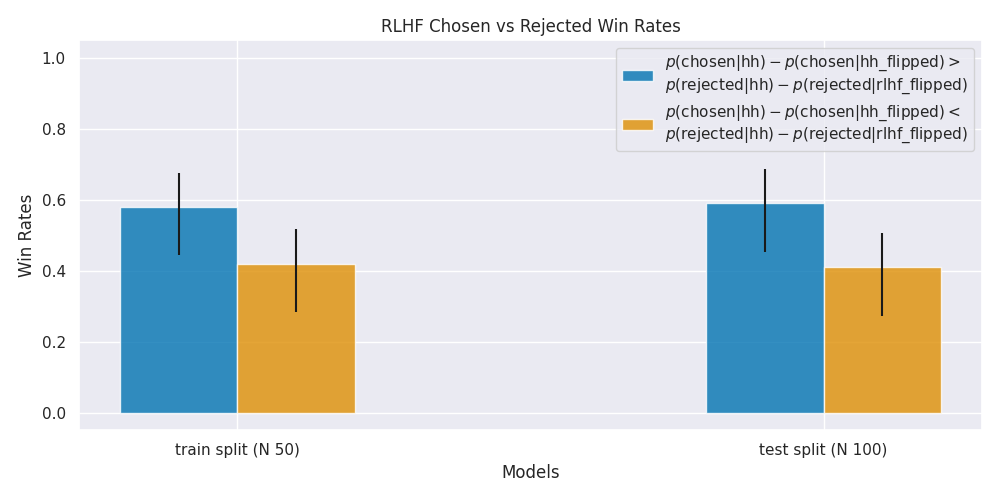 RLHF Chosen vs Rejected Win Rates
p(chosen|hh) − p(chosen|hh_flipped) >
p(rejected|hh) − p(rejected|rlhf_flipped)
p(chosen|hh) − p(chosen|hh_flipped) <
p(rejected|hh) − p(rejected|rlhf_flipped)
1.0
0.8
0.6
0.4
0.2
0.0
Win Rates
train split (N 50)
test split (N 100)
Models